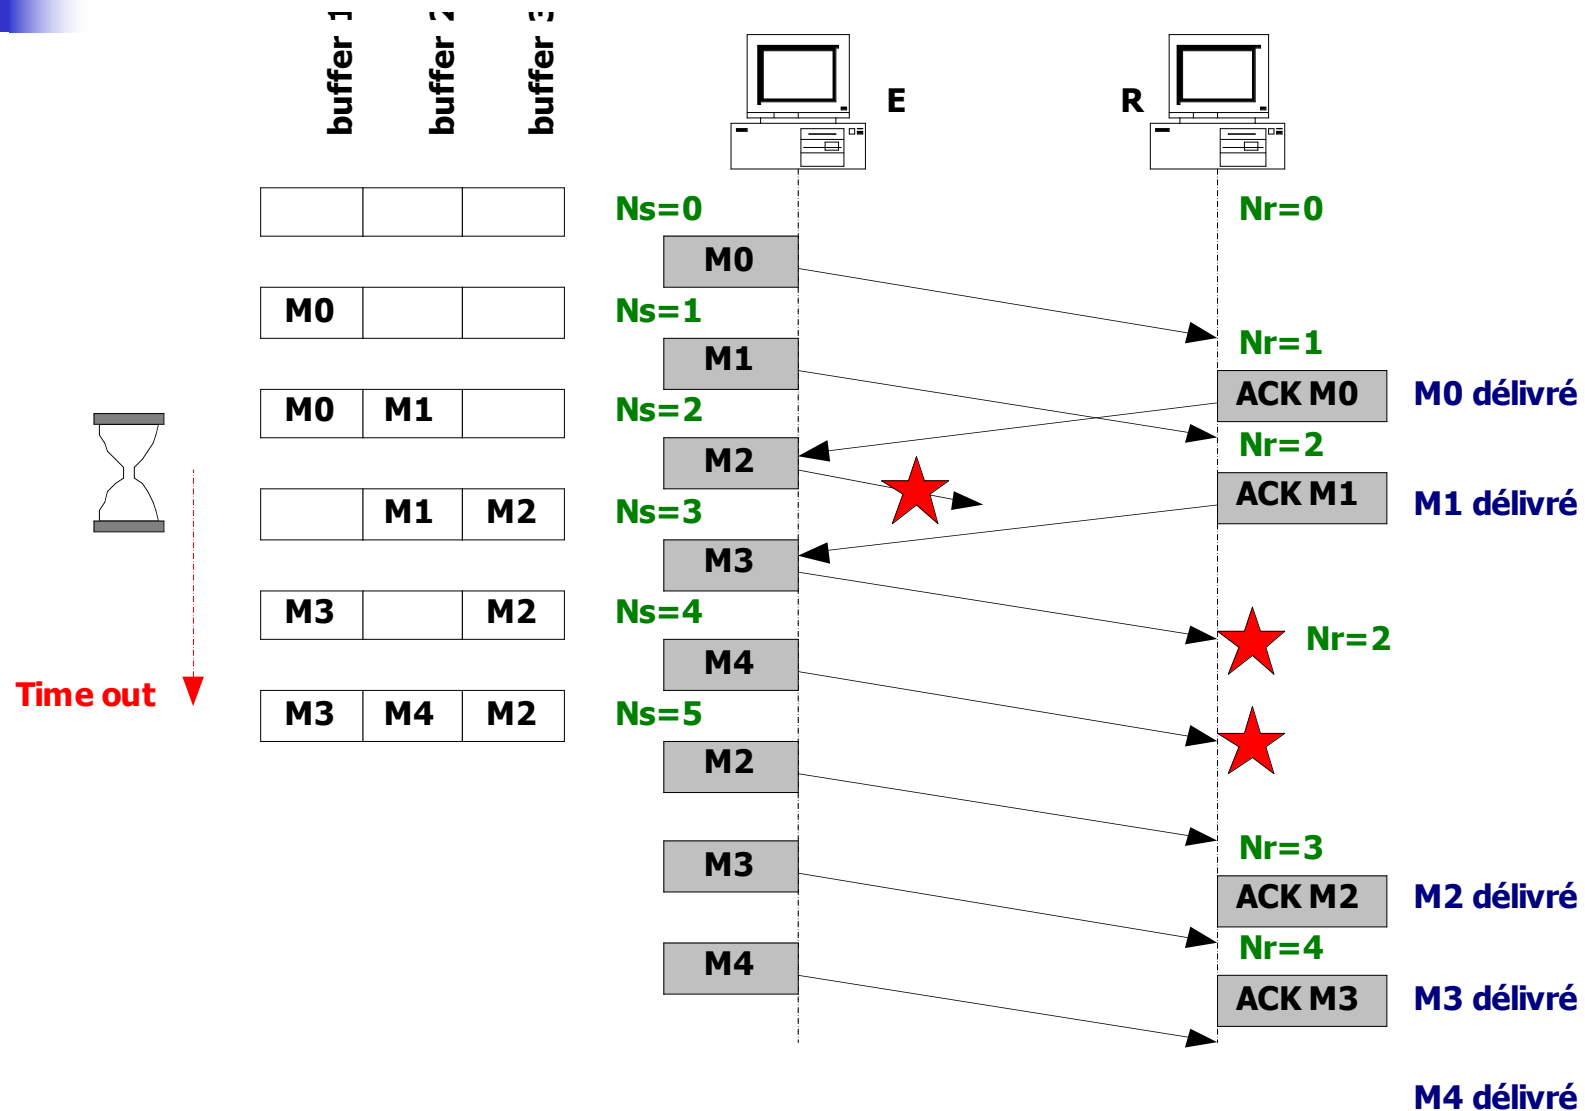 buffer 1
buffer 2
buffer 3
E
R
Ns=0
Nr=0
M0
M0
Ns=1
Nr=1
M1
ACK M0
M0 délivré
M0 M1
Ns=2
Nr=2
M2
ACK M1
M1 délivré
M1 M2
Ns=3
M3
M3 M2
Ns=4
Nr=2
M4
Time out
M3 M4 M2
Ns=5
M2
Nr=3
M3
ACK M2
M2 délivré
Nr=4
M4
ACK M3
M3 délivré
M4 délivré